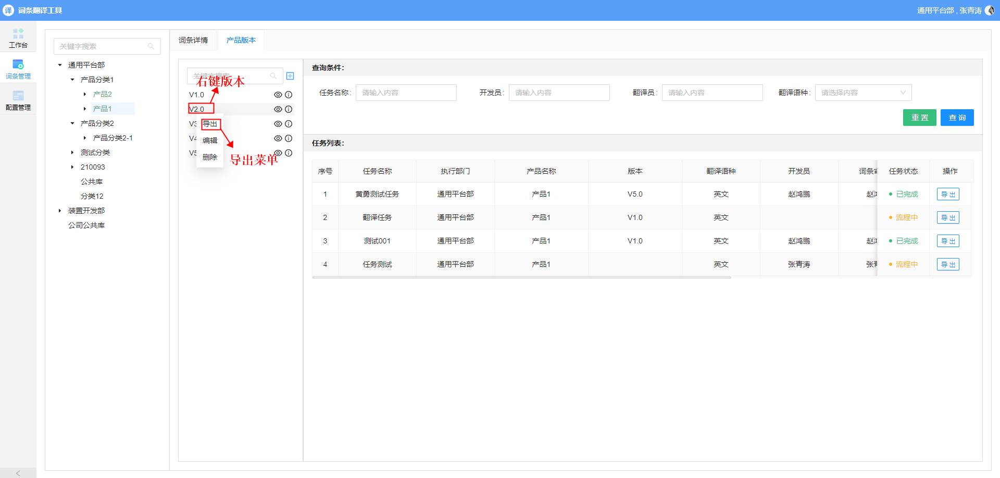 译 词条翻译工具
通用平台部 , 张青涛
工作台
词条管理
配置管理
关键字搜索
通用平台部
产品分类1
产品2
产品1
产品分类2
产品分类2-1
测试分类
210093
公共库
分类12
装置开发部
公司公共库
词条详情 产品版本
关键字搜索
右键版本
V1.0
V2.0
V3
V4
V5
导出
编辑
删除
导出菜单
查询条件：
任务名称： 请输入内容 开发员： 请输入内容 翻译员： 请输入内容 翻译语种： 请选择内容
重 置 查 询
任务列表：
序号 任务名称 执行部门 产品名称 版本 翻译语种 开发员 词条 任务状态 操作
1 黄勇测试任务 通用平台部 产品1 V5.0 英文 赵鸿鹏 赵 已完成 导 出
2 翻译任务 通用平台部 产品1 V1.0 英文 流程中 导 出
3 测试001 通用平台部 产品1 V1.0 英文 赵鸿鹏 赵 已完成 导 出
4 任务测试 通用平台部 产品1 英文 张青涛 张 流程中 导 出